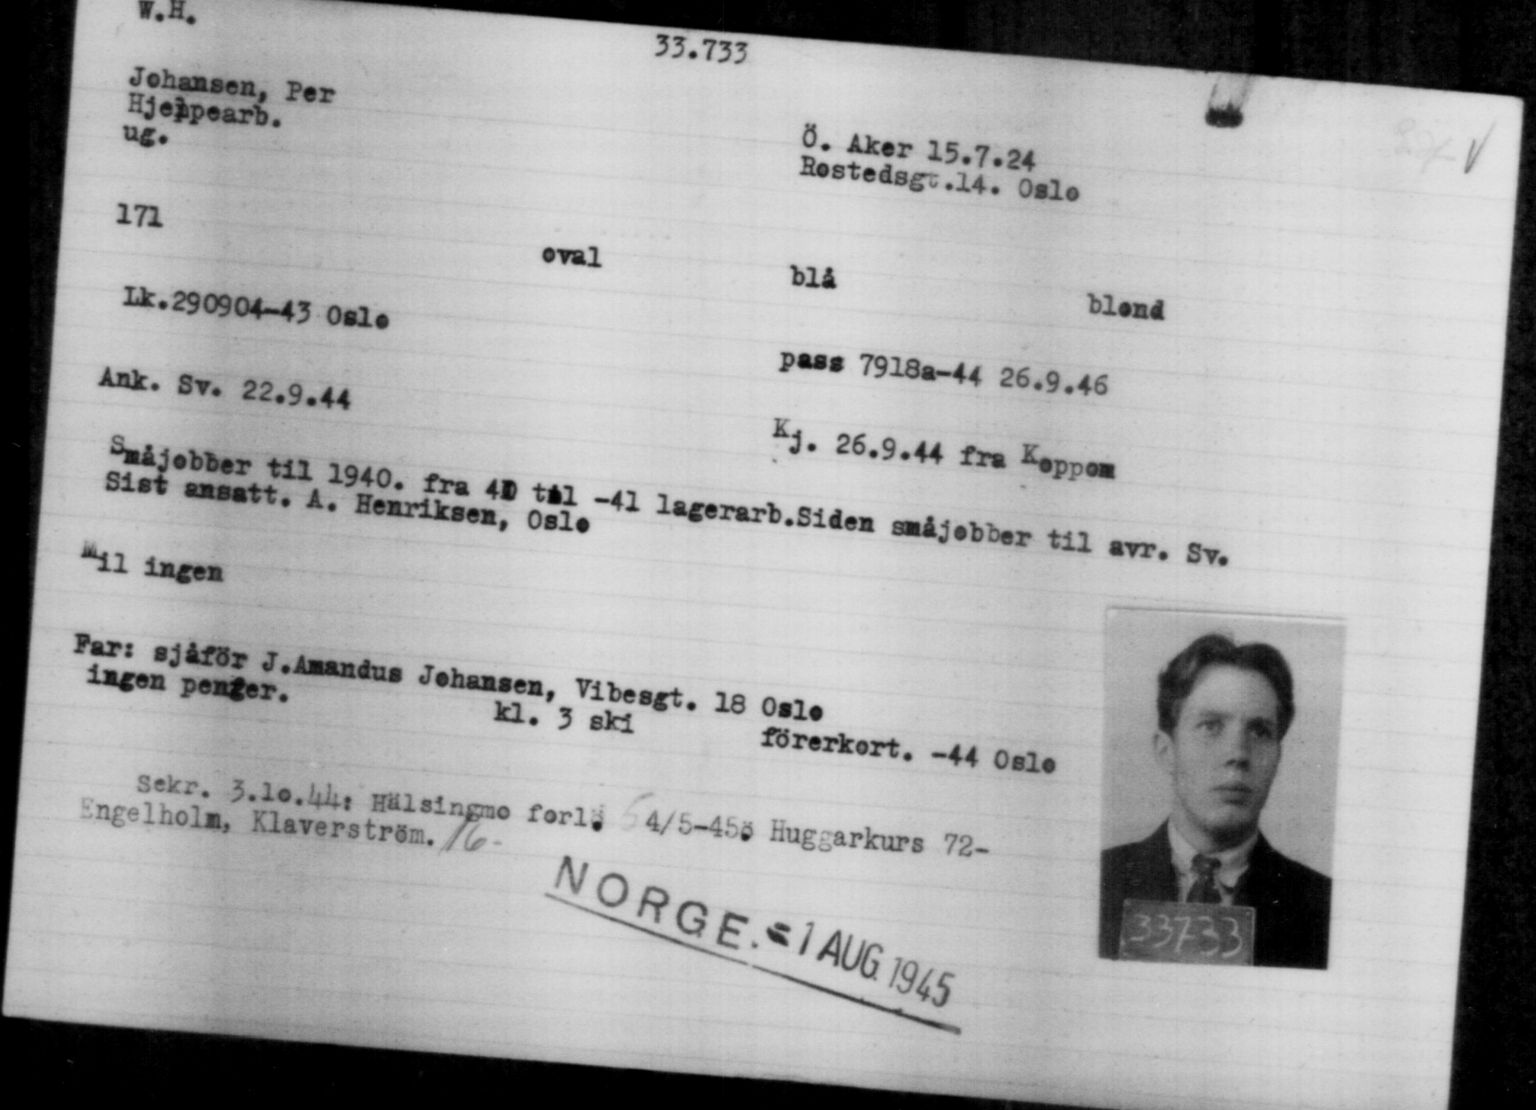 W.H.
33.733
Johansen, Per
Hjelpearb.
ug.
Ö. Aker 15.7.24
Rostedsgt.14. Oslo
171
oval
blå
blond
Lk.290904-43 Oslo
pass 7918a-44 26.9.46
Ank. Sv. 22.9.44
Kj. 26.9.44 fra Koppom
Småjobber til 1940. fra 40 til -41 lagerarb.Siden småjobber til avr. Sv.
Sist ansatt. A. Henriksen, Oslo
Mil ingen
Far: sjåför J.Amandus Johansen, Vibesgt. 18 Oslo
ingen penger.
kl. 3 ski
förerkort. -44 Oslo
Sekr. 3.10.44: Hälsingmo forl. 4/5-45: Huggarkurs 72-
Engelholm, Klaverström. 16-
NORGE. - 1 AUG. 1945
33733